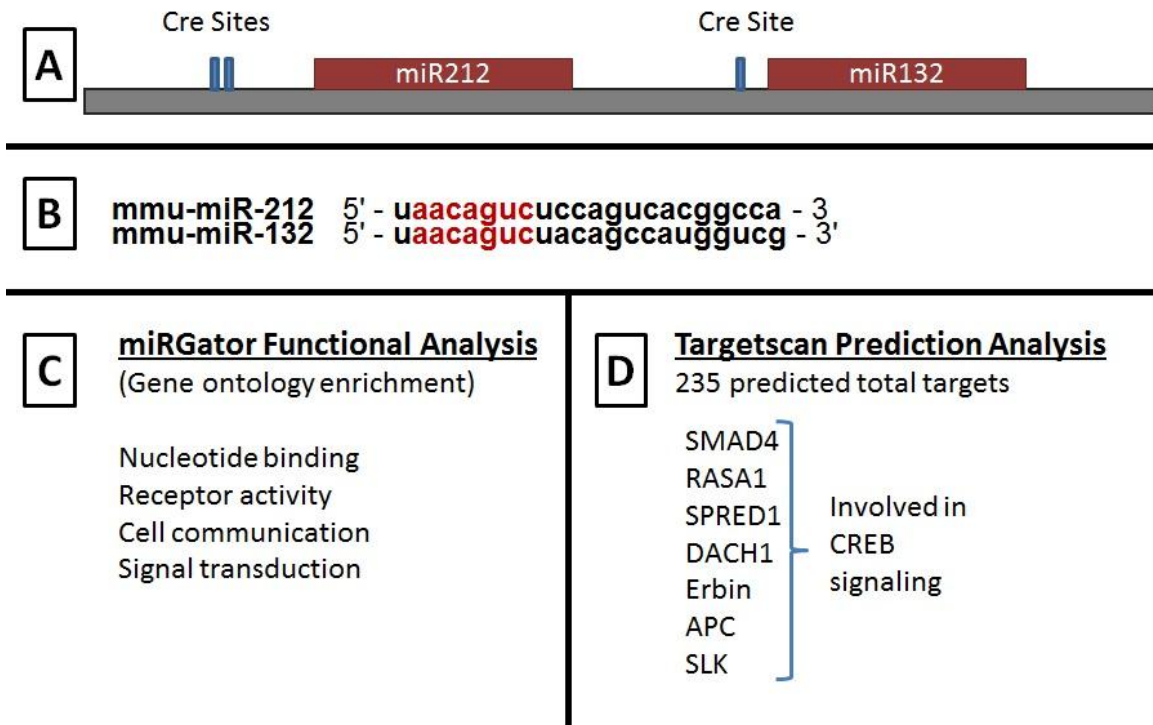 A
Cre Sites
Cre Site
miR212
miR132
B
mmu-miR-212 5' - uaacagucuccagucacggcca - 3
mmu-miR-132 5' - uaacagucuacagccauggucg - 3'
C
miRGator Functional Analysis
(Gene ontology enrichment)
Nucleotide binding
Receptor activity
Cell communication
Signal transduction
D
Targetscan Prediction Analysis
235 predicted total targets
SMAD4
RASA1
SPRED1
DACH1
Erbin
APC
SLK
Involved in
CREB
signaling